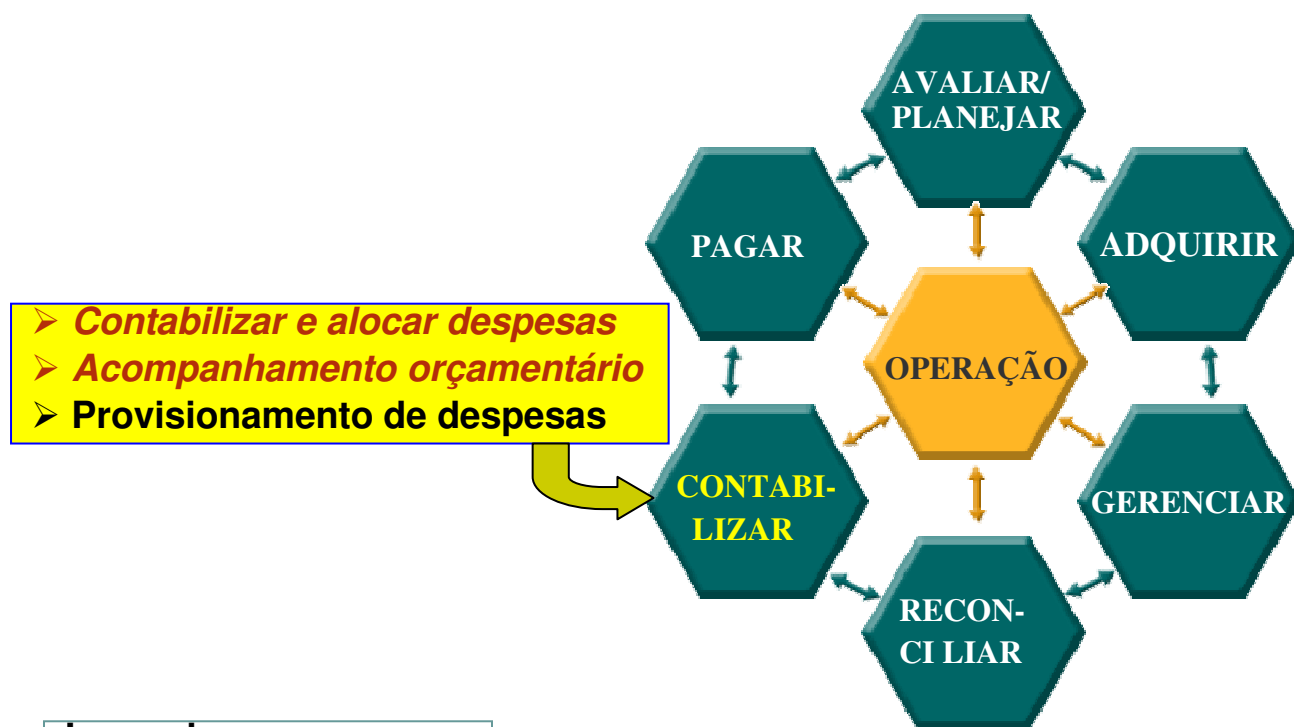 AVALIAR/
PLANEJAR
PAGAR
ADQUIRIR
➢ Contabilizar e alocar despesas
➢ Acompanhamento orçamentário
➢ Provisionamento de despesas
OPERAÇÃO
CONTABI-
LIZAR
GERENCIAR
RECON-
CI LIAR